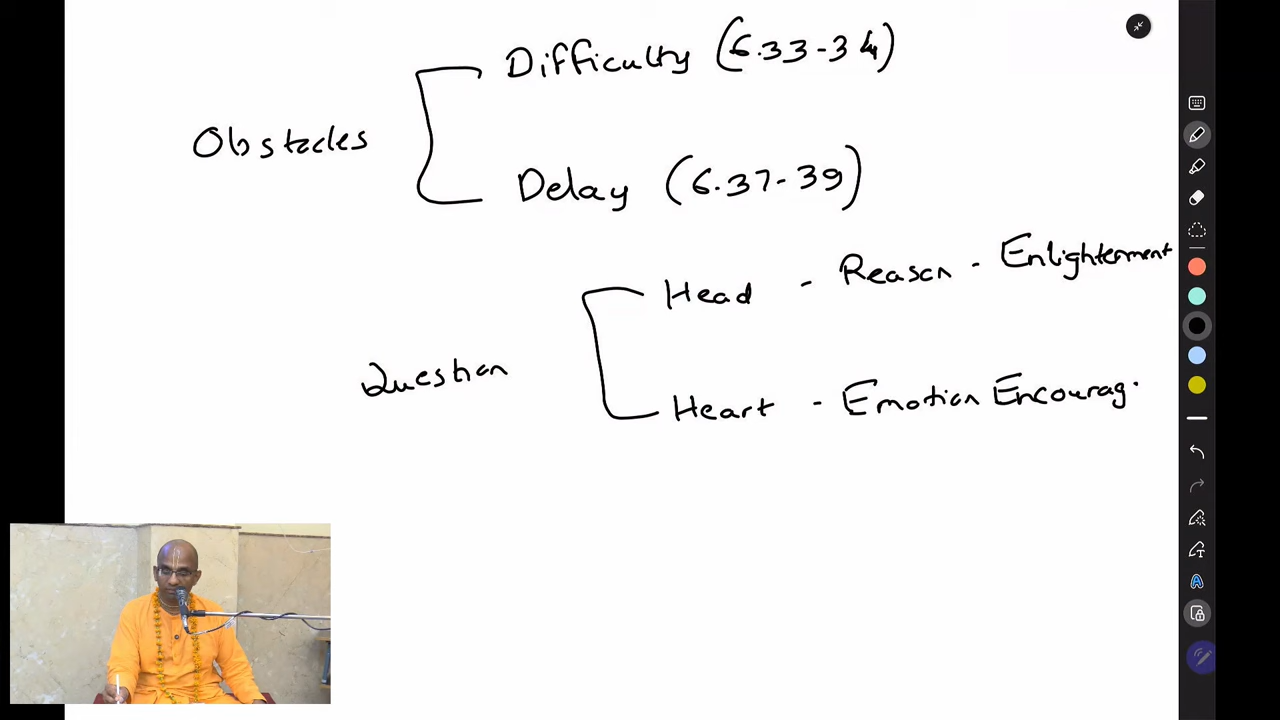 Difficulty (6.33-34)
Obstacles
Delay (6.37-39)
Head - Reason - Enlightenment
Question
Heart - Emotion Encourag